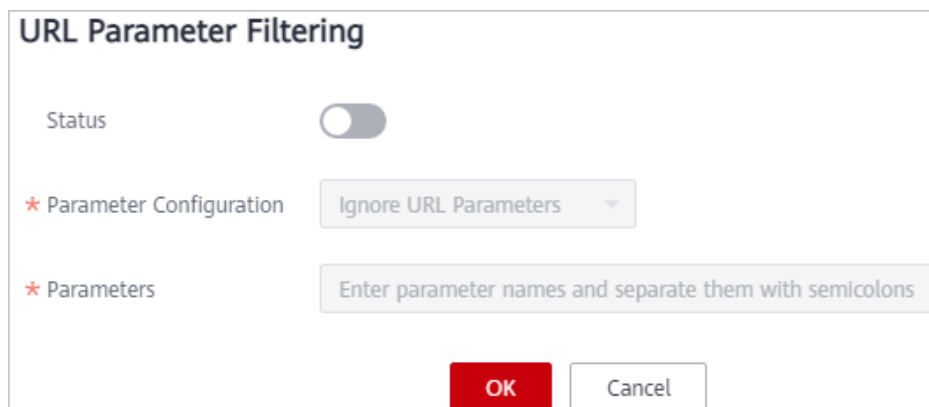 URL Parameter Filtering
Status
* Parameter Configuration Ignore URL Parameters
* Parameters Enter parameter names and separate them with semicolons
OK Cancel